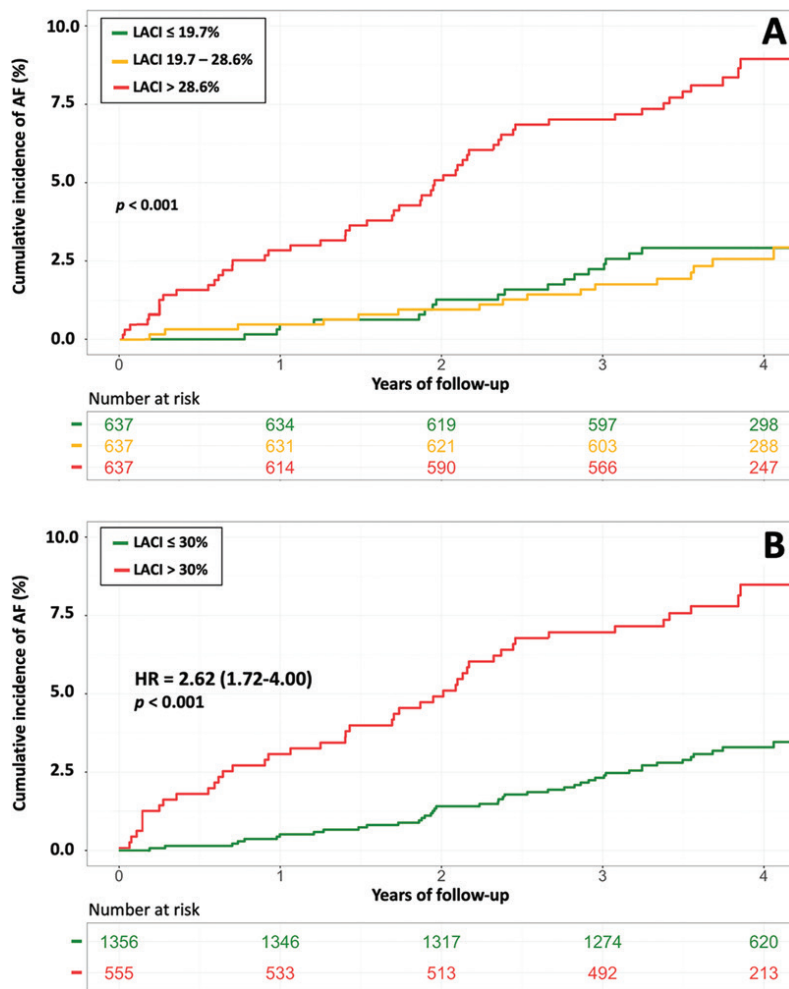 A
LACI ≤ 19.7%
LACI 19.7 – 28.6%
LACI > 28.6%
Cumulative incidence of AF (%)
10.0
7.5
5.0
2.5
0.0
p < 0.001
0 1 2 3 4
Years of follow-up
Number at risk
637 634 619 597 298
637 631 621 603 288
637 614 590 566 247
B
LACI ≤ 30%
LACI > 30%
Cumulative incidence of AF (%)
10.0
7.5
5.0
2.5
0.0
HR = 2.62 (1.72-4.00)
p < 0.001
0 1 2 3 4
Years of follow-up
Number at risk
1356 1346 1317 1274 620
555 533 513 492 213